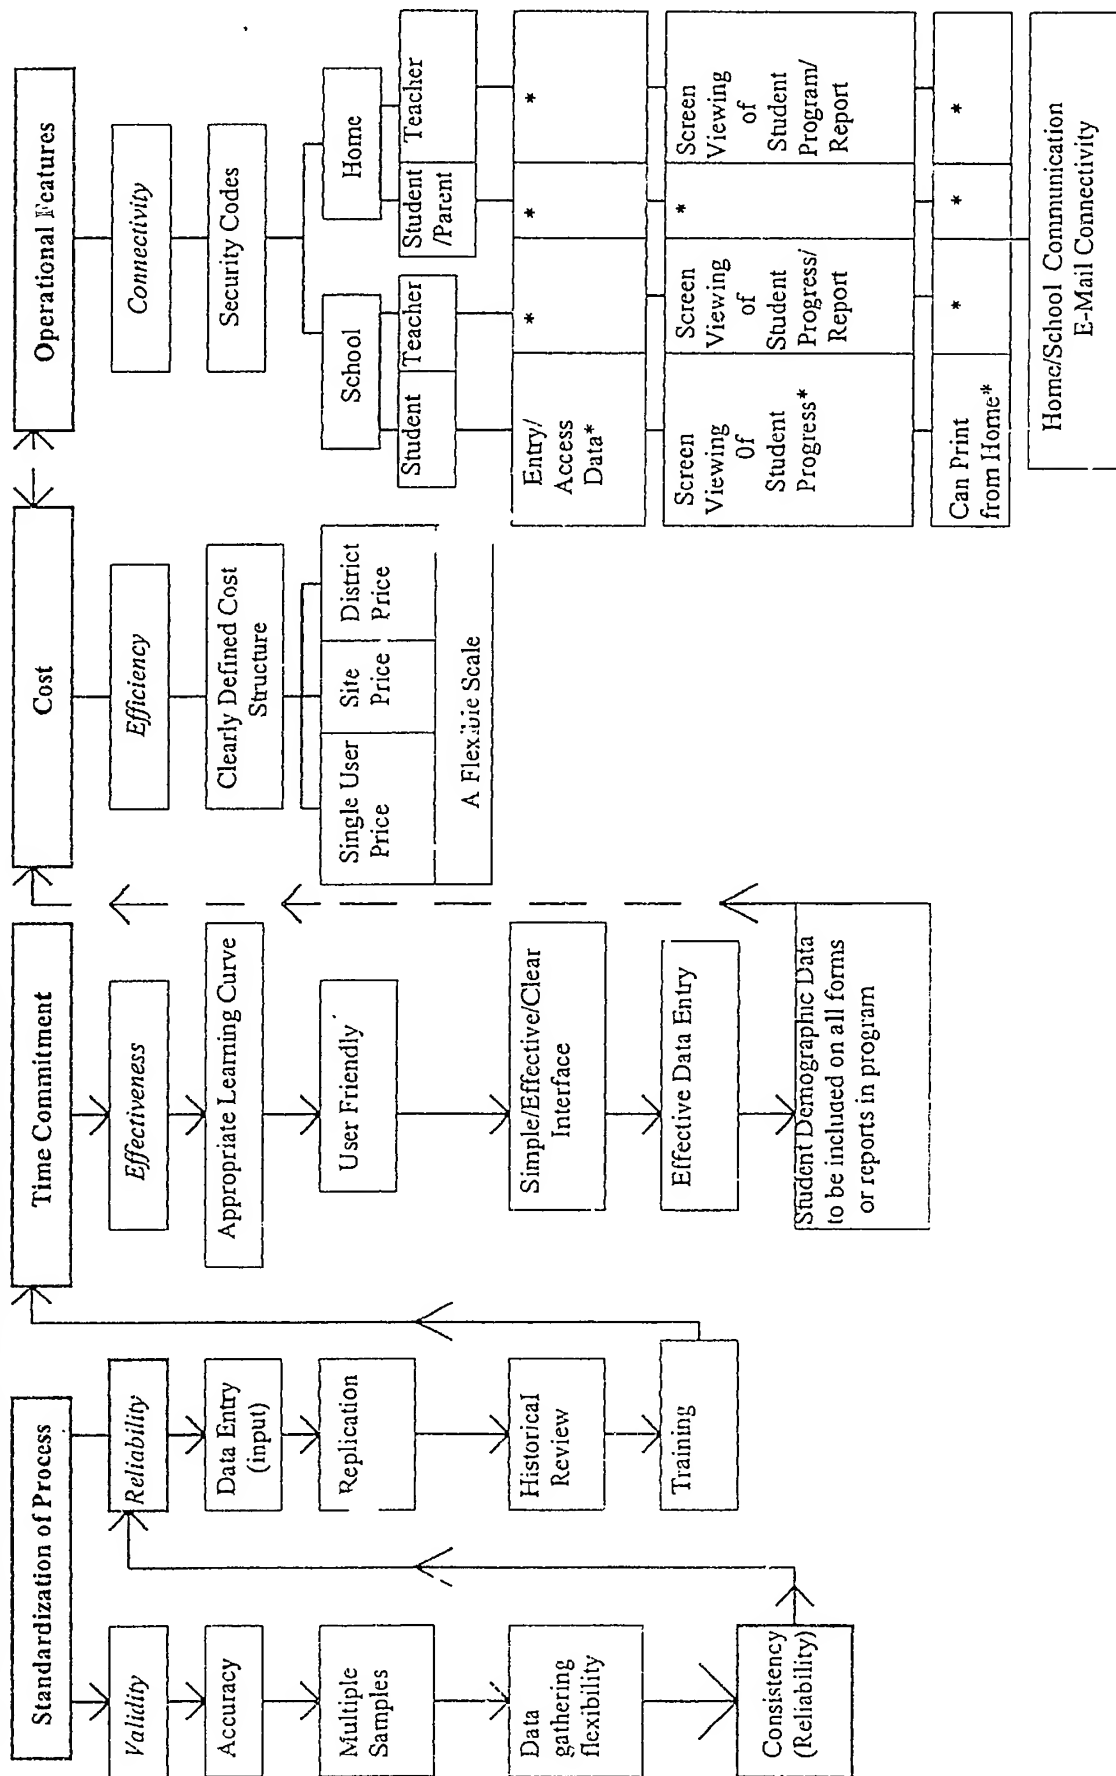 Standardization of Process
Validity
Accuracy
Multiple
Samples
Data
gathering
flexibility
Consistency
(Reliability)
Reliability
Data Entry
(input)
Replication
Historical
Review
Training
Time Commitment
Effectiveness
Appropriate Learning Curve
User Friendly
Simple/Effective/Clear
Interface
Effective Data Entry
Student Demographic Data
to be included on all forms
or reports in program
Cost
Efficiency
Clearly Defined Cost
Structure
Single User
Price
Site
Price
District
Price
A Flexible Scale
Operational Features
Connectivity
Security Codes
School
Home
Student
Teacher
Student
/Parent
Teacher
Entry/
Access
Data*
*
*
*
Screen
Viewing
Of
Student
Progress*
Screen
Viewing
of
Student
Progress/
Report
*
Screen
Viewing
of
Student
Program/
Report
Can Print
from Home*
*
*
*
Home/School Communication
E-Mail Connectivity